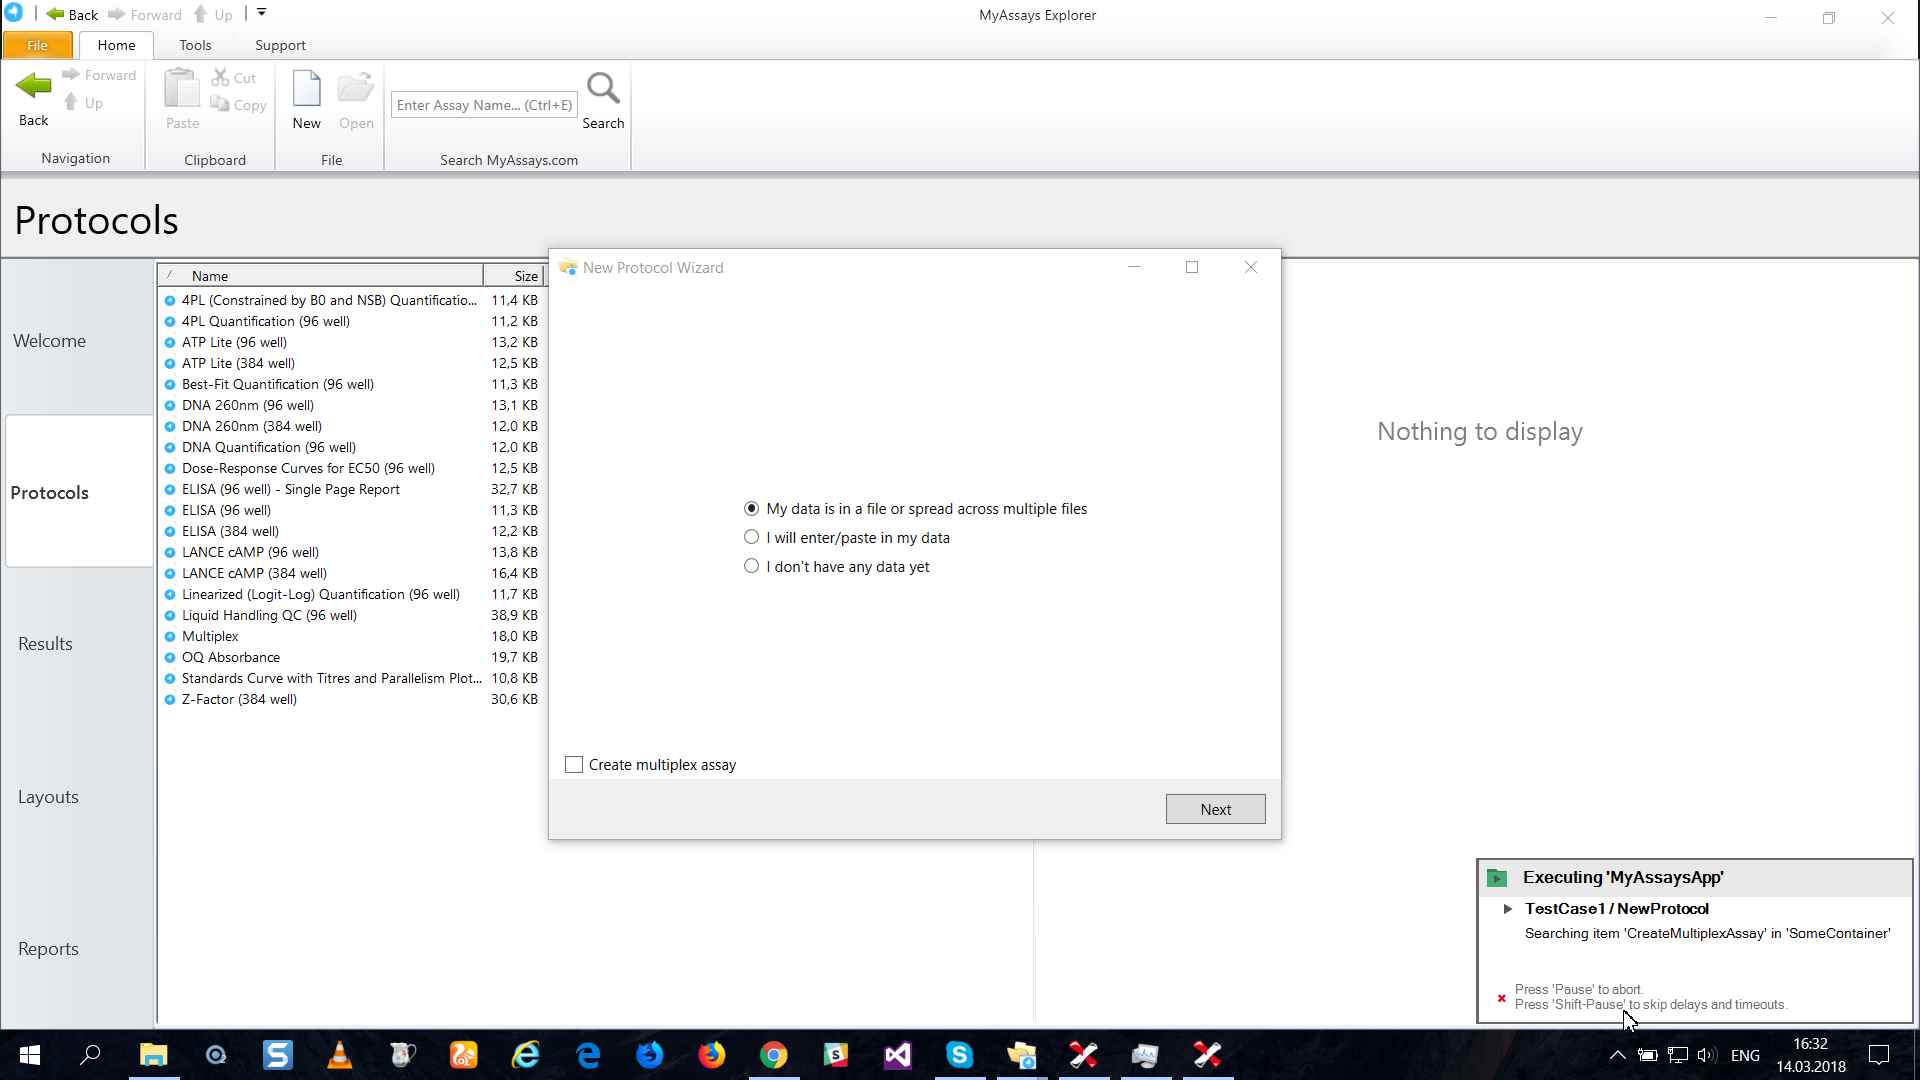 Back Forward Up MyAssays Explorer
File Home Tools Support
Forward Up Back Navigation
Paste Cut Copy Clipboard
New Open File
Enter Assay Name... (Ctrl+E) Search Search MyAssays.com
Protocols
Welcome
Protocols
Results
Layouts
Reports
Name Size
4PL (Constrained by B0 and NSB) Quantificatio... 11,4 KB
4PL Quantification (96 well) 11,2 KB
ATP Lite (96 well) 13,2 KB
ATP Lite (384 well) 12,5 KB
Best-Fit Quantification (96 well) 11,3 KB
DNA 260nm (96 well) 13,1 KB
DNA 260nm (384 well) 12,0 KB
DNA Quantification (96 well) 12,0 KB
Dose-Response Curves for EC50 (96 well) 12,5 KB
ELISA (96 well) - Single Page Report 32,7 KB
ELISA (96 well) 11,3 KB
ELISA (384 well) 12,2 KB
LANCE cAMP (96 well) 13,8 KB
LANCE cAMP (384 well) 16,4 KB
Linearized (Logit-Log) Quantification (96 well) 11,7 KB
Liquid Handling QC (96 well) 38,9 KB
Multiplex 18,0 KB
OQ Absorbance 19,7 KB
Standards Curve with Titres and Parallelism Plot... 10,8 KB
Z-Factor (384 well) 30,6 KB
New Protocol Wizard
My data is in a file or spread across multiple files
I will enter/paste in my data
I don't have any data yet
Create multiplex assay
Next
Nothing to display
Executing 'MyAssaysApp'
TestCase1 / NewProtocol
Searching item 'CreateMultiplexAssay' in 'SomeContainer'
Press 'Pause' to abort.
Press 'Shift-Pause' to skip delays and timeouts.
ENG
16:32
14.03.2018